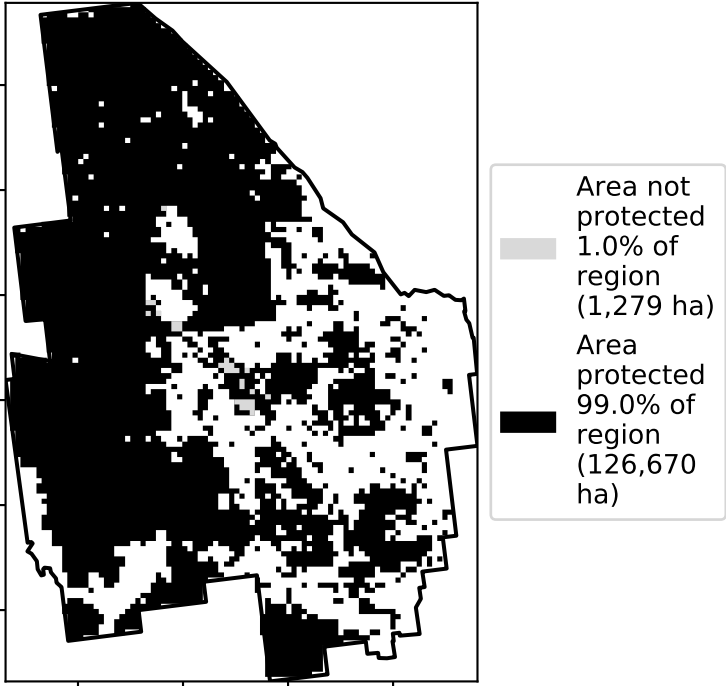 Area not
protected
1.0% of
region
(1,279 ha)
Area
protected
99.0% of
region
(126,670
ha)